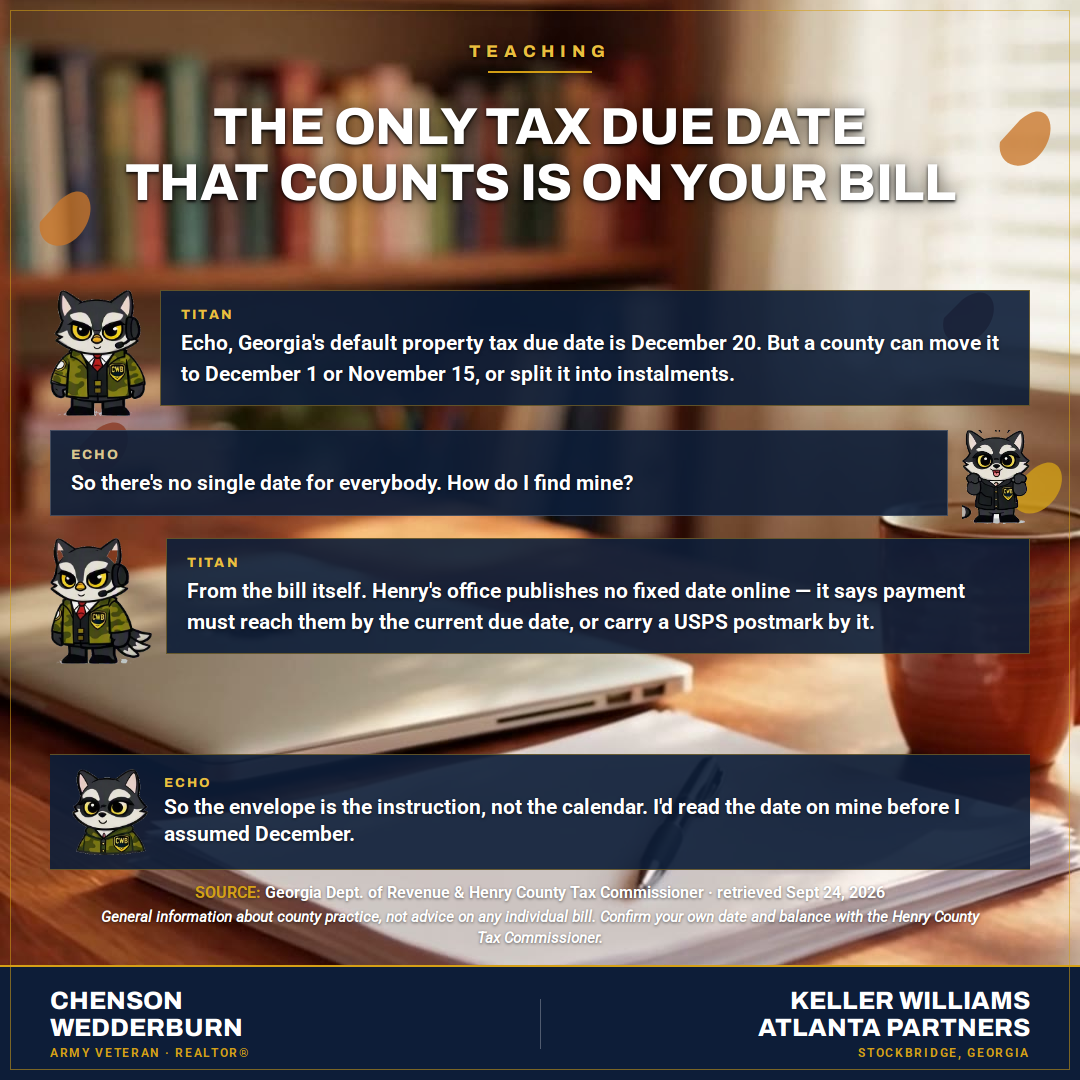 TEACHING
THE ONLY TAX DUE DATE
THAT COUNTS IS ON YOUR BILL
TITAN
Echo, Georgia's default property tax due date is December 20. But a county can move it
to December 1 or November 15, or split it into instalments.
ECHO
So there's no single date for everybody. How do I find mine?
TITAN
From the bill itself. Henry's office publishes no fixed date online — it says payment
must reach them by the current due date, or carry a USPS postmark by it.
ECHO
So the envelope is the instruction, not the calendar. I'd read the date on mine before I
assumed December.
SOURCE: Georgia Dept. of Revenue & Henry County Tax Commissioner · retrieved Sept 24, 2026
General information about county practice, not advice on any individual bill. Confirm your own date and balance with the Henry County
Tax Commissioner.
CHENSON
WEDDERBURN
ARMY VETERAN · REALTOR®
KELLER WILLIAMS
ATLANTA PARTNERS
STOCKBRIDGE, GEORGIA
CWB
CWB
CWB
CWB